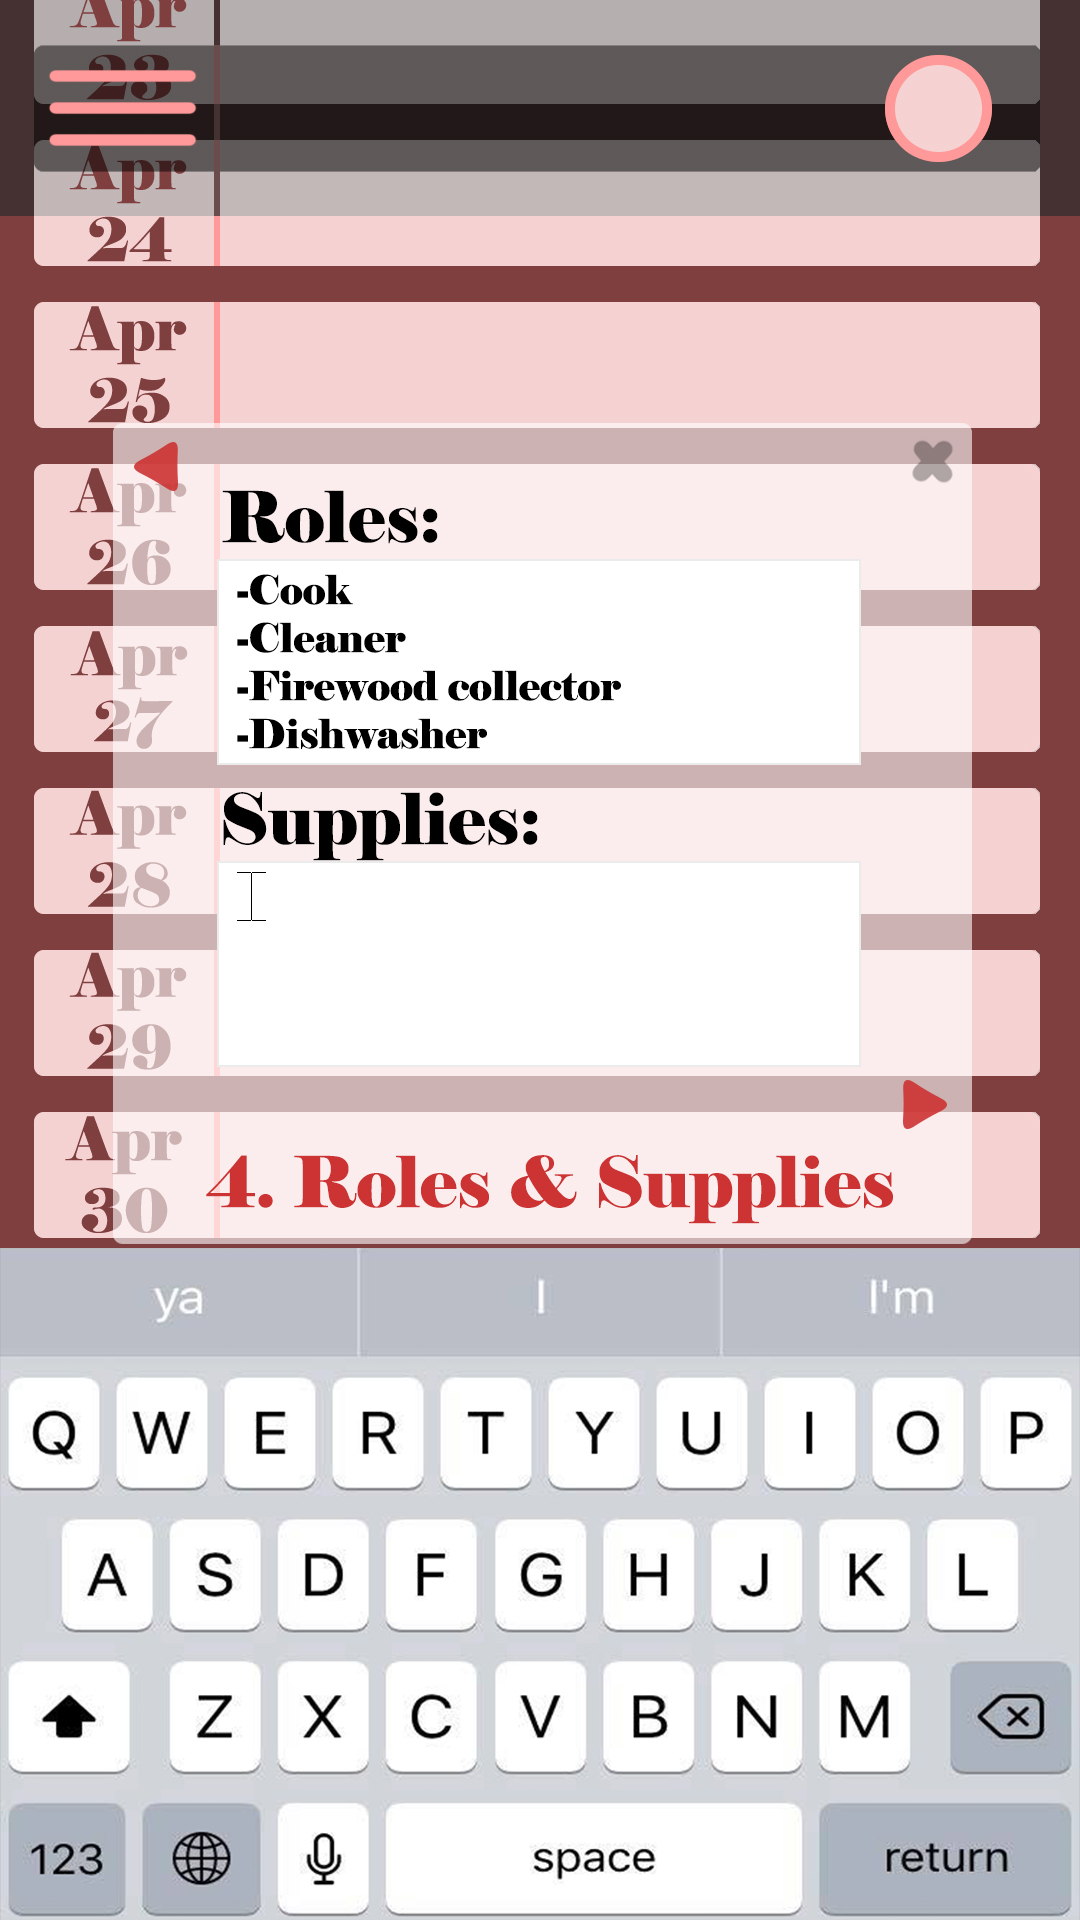 Apr
23
Apr
24
Apr
25
Apr
26
Roles:
-Cook
-Cleaner
-Firewood collector
-Dishwasher
Apr
27
Supplies:
Apr
28
Apr
29
Apr
30
4. Roles & Supplies
ya I I'm
Q W E R T Y U I O P
A S D F G H J K L
Z X C V B N M
123 space return